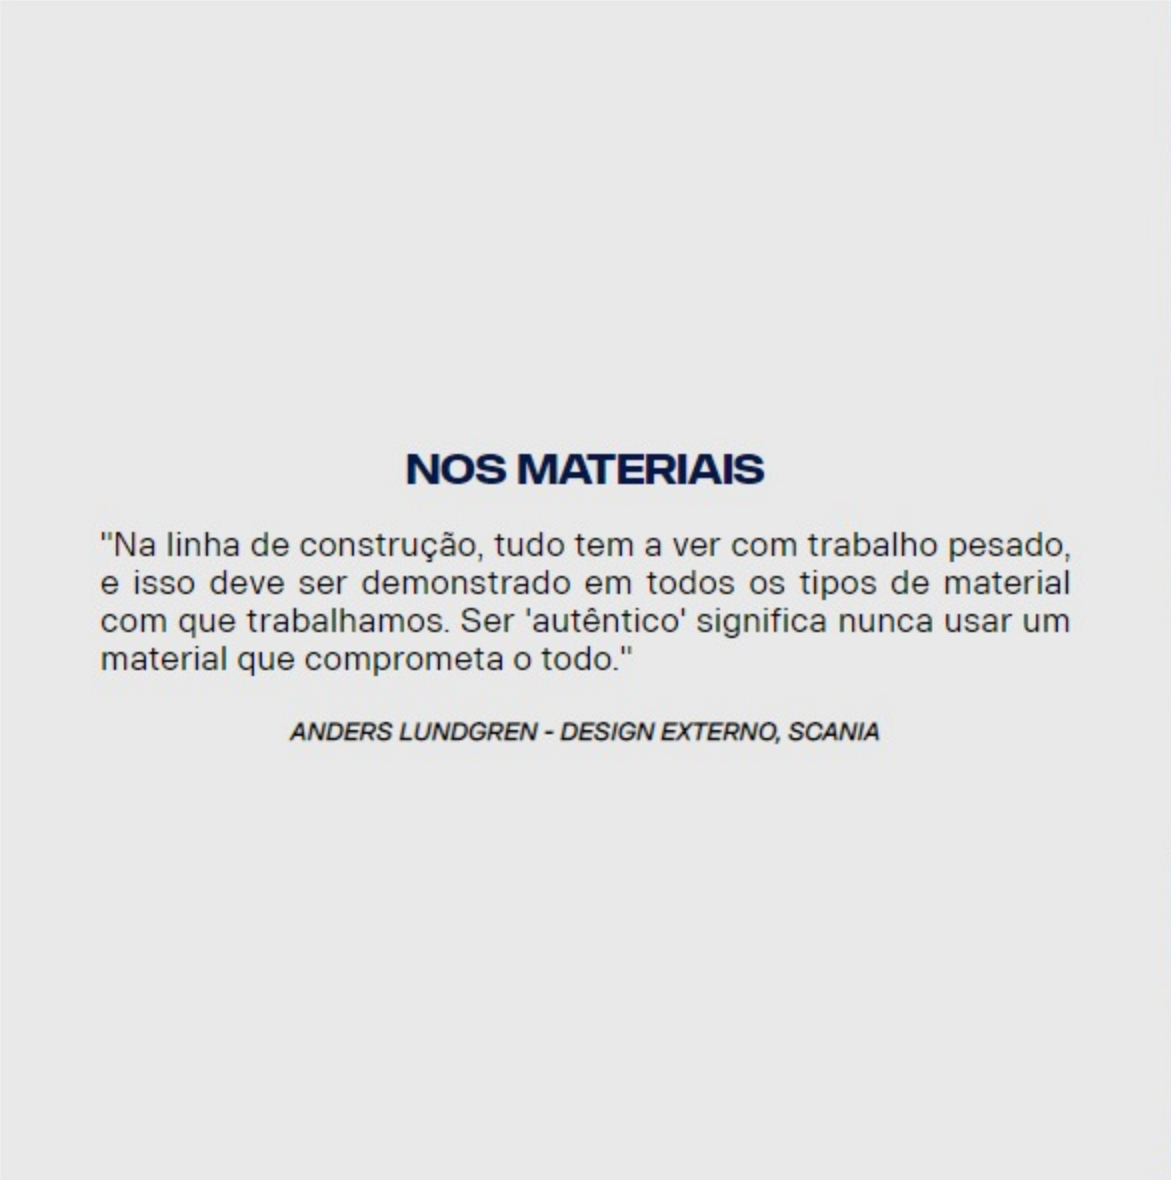 NOS MATERIAIS
"Na linha de construção, tudo tem a ver com trabalho pesado,
e isso deve ser demonstrado em todos os tipos de material
com que trabalhamos. Ser 'autêntico' significa nunca usar um
material que comprometa o todo."
ANDERS LUNDGREN - DESIGN EXTERNO, SCANIA